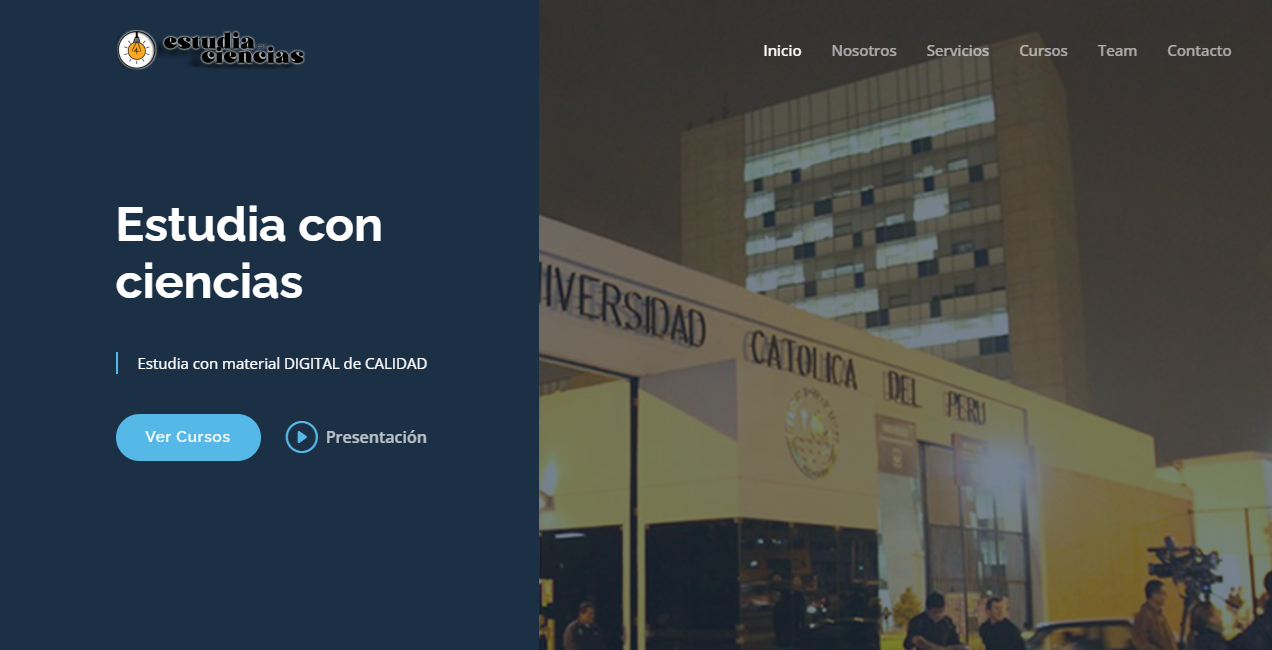 estudia
ciencias
Inicio Nosotros Servicios Cursos Team Contacto
Estudia con
ciencias
Estudia con material DIGITAL de CALIDAD
Ver Cursos Presentación
IVERSIDAD CATOLICA DEL PERU